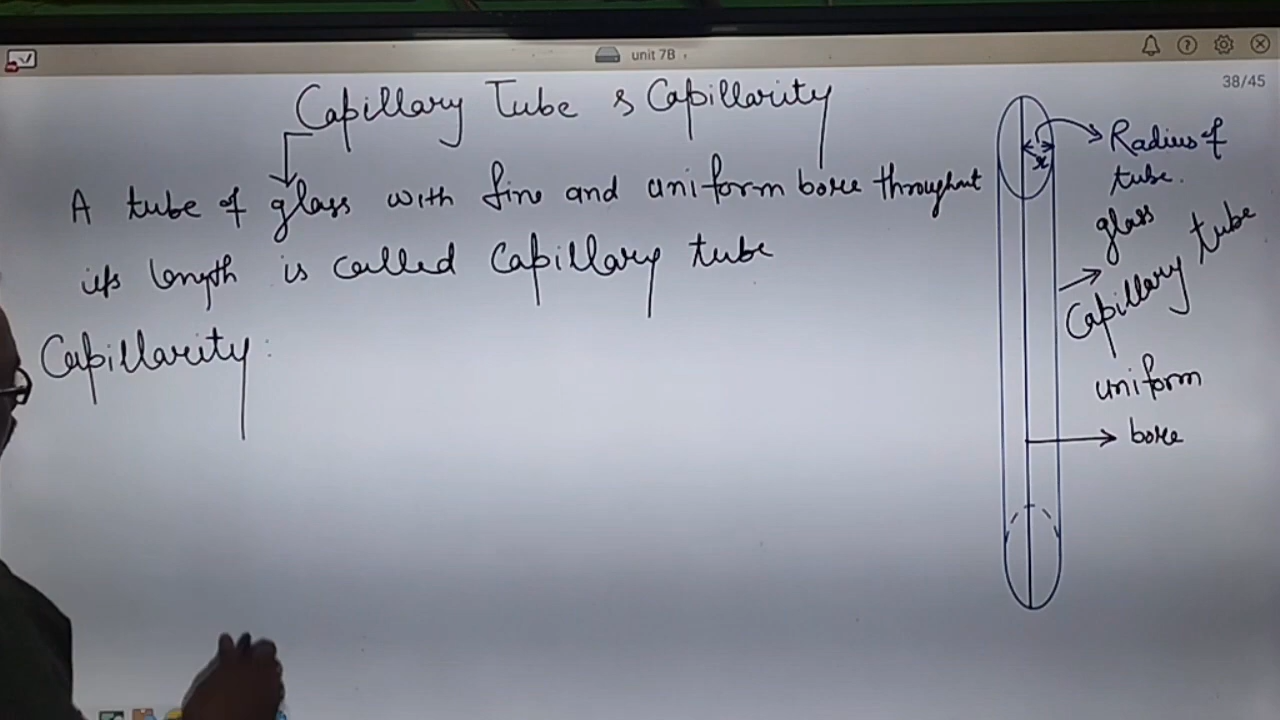 unit 7B
38/45
Capillary Tube & Capillarity
A tube of glass with fine and uniform bore throughout
its length is called Capillary tube
Capillarity:
Radius of
tube.
r
glass
Capillary tube
uniform
bore